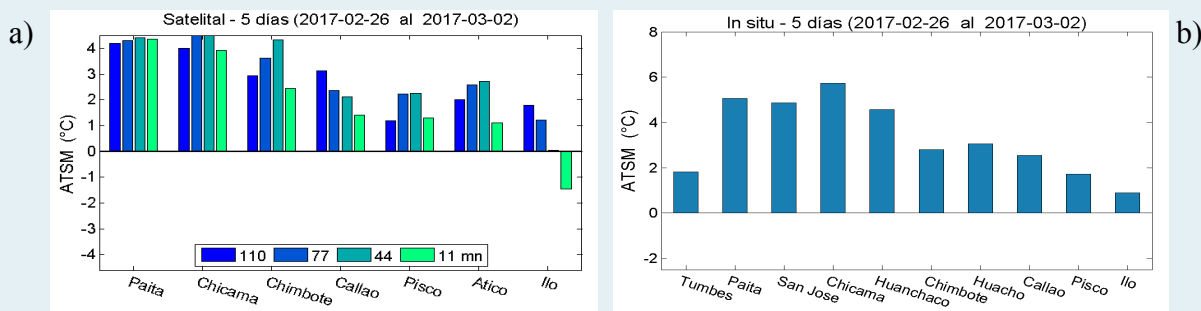 a)
Satelital - 5 días (2017-02-26 al 2017-03-02)
ATSM (°C)
4
3
2
1
0
-1
-2
-3
-4
110 77 44 11 mn
Paita Chicama Chimbote Callao Pisco Atico Ilo
b)
In situ - 5 días (2017-02-26 al 2017-03-02)
ATSM (°C)
8
6
4
2
0
-2
Tumbes Paita San Jose Chicama Huanchaco Chimbote Huacho Callao Pisco Ilo